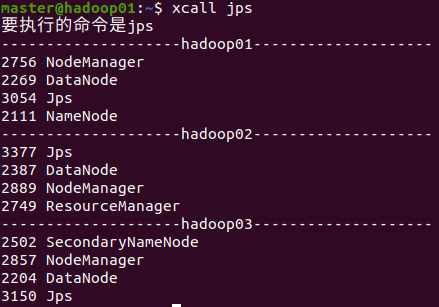 master@hadoop01:~$ xcall jps
要执行的命令是jps
--------------------hadoop01--------------------
2756 NodeManager
2269 DataNode
3054 Jps
2111 NameNode
--------------------hadoop02--------------------
3377 Jps
2387 DataNode
2889 NodeManager
2749 ResourceManager
--------------------hadoop03--------------------
2502 SecondaryNameNode
2857 NodeManager
2204 DataNode
3150 Jps